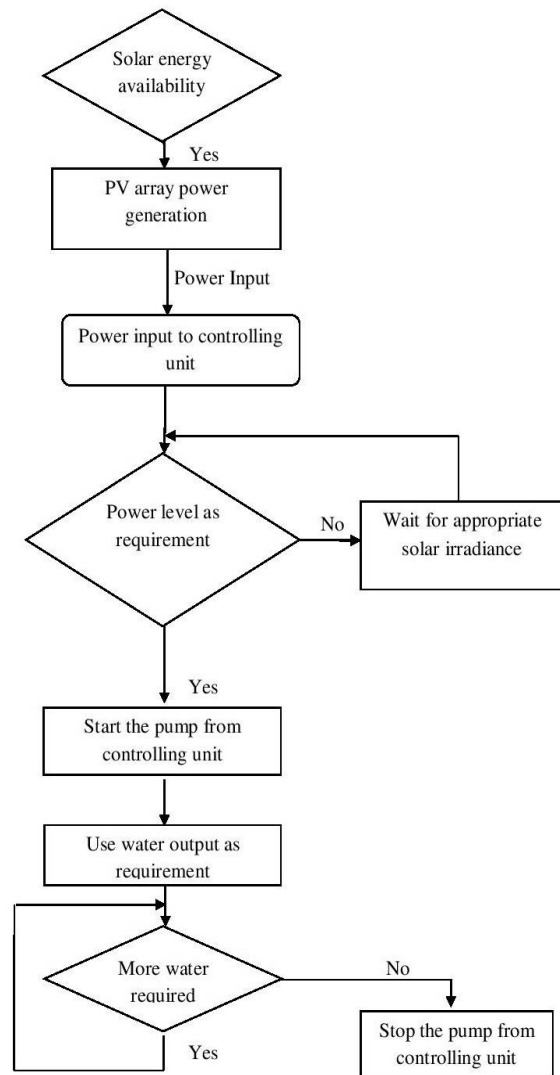 Solar energy
availability
Yes
PV array power
generation
Power Input
Power input to controlling
unit
Power level as
requirement
No
Wait for appropriate
solar irradiance
Yes
Start the pump from
controlling unit
Use water output as
requirement
More water
required
No
Stop the pump from
controlling unit
Yes